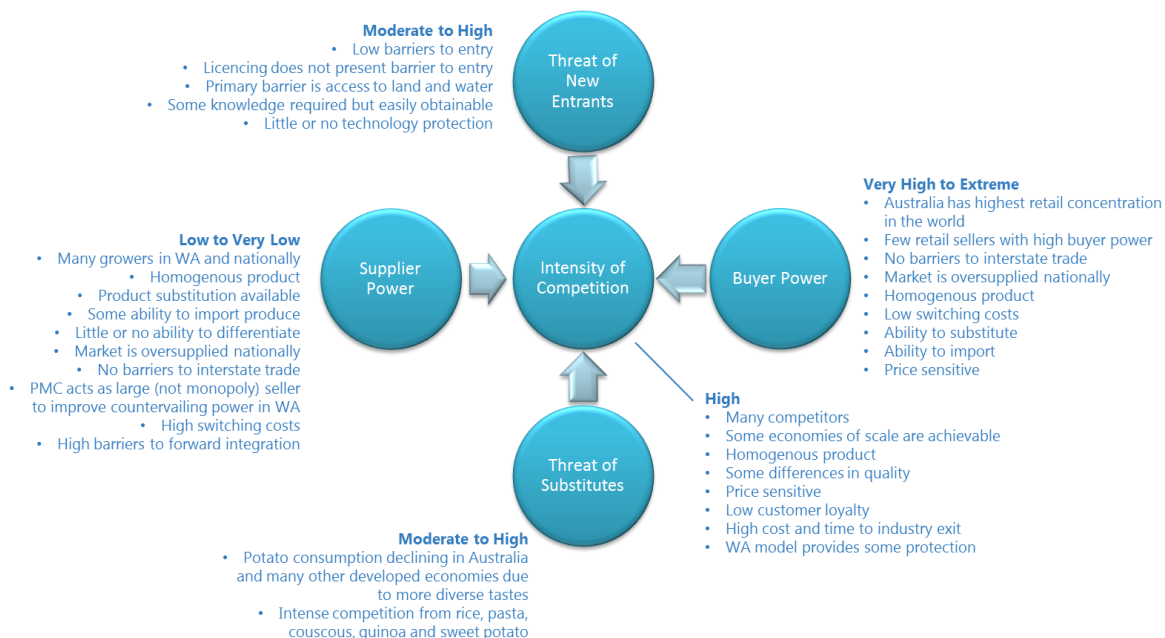 Moderate to High
• Low barriers to entry
• Licencing does not present barrier to entry
• Primary barrier is access to land and water
• Some knowledge required but easily obtainable
• Little or no technology protection
Threat of
New
Entrants
Low to Very Low
• Many growers in WA and nationally
• Homogenous product
• Product substitution available
• Some ability to import produce
• Little or no ability to differentiate
• Market is oversupplied nationally
• No barriers to interstate trade
• PMC acts as large (not monopoly) seller
to improve countervailing power in WA
• High switching costs
• High barriers to forward integration
Supplier
Power
Intensity of
Competition
Buyer Power
Very High to Extreme
• Australia has highest retail concentration
in the world
• Few retail sellers with high buyer power
• No barriers to interstate trade
• Market is oversupplied nationally
• Homogenous product
• Low switching costs
• Ability to substitute
• Ability to import
• Price sensitive
High
• Many competitors
• Some economies of scale are achievable
• Homogenous product
• Some differences in quality
• Price sensitive
• Low customer loyalty
• High cost and time to industry exit
• WA model provides some protection
Threat of
Substitutes
Moderate to High
• Potato consumption declining in Australia
and many other developed economies due
to more diverse tastes
• Intense competition from rice, pasta,
couscous, quinoa and sweet potato